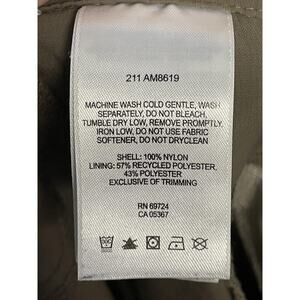 211 AM8619
MACHINE WASH COLD GENTLE, WASH
SEPARATELY, DO NOT BLEACH,
TUMBLE DRY LOW, REMOVE PROMPTLY.
IRON LOW, DO NOT USE FABRIC
SOFTENER, DO NOT DRYCLEAN.
SHELL: 100% NYLON
LINING: 57% RECYCLED POLYESTER,
43% POLYESTER
EXCLUSIVE OF TRIMMING
RN 69724
CA 05367